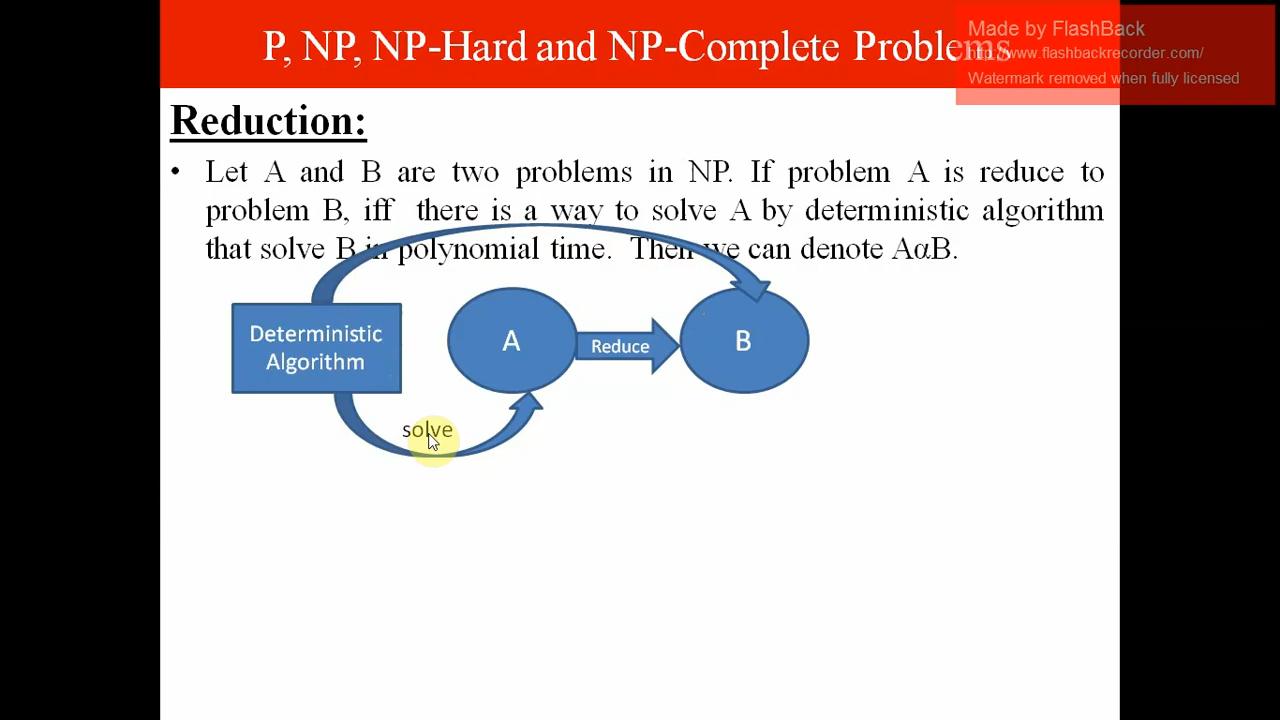 P, NP, NP-Hard and NP-Complete Problems
Made by FlashBack
http://www.flashbackrecorder.com/
Watermark removed when fully licensed
Reduction:
• Let A and B are two problems in NP. If problem A is reduce to
problem B, iff there is a way to solve A by deterministic algorithm
that solve B in polynomial time. Then we can denote AαB.
Deterministic
Algorithm
A
Reduce
B
solve